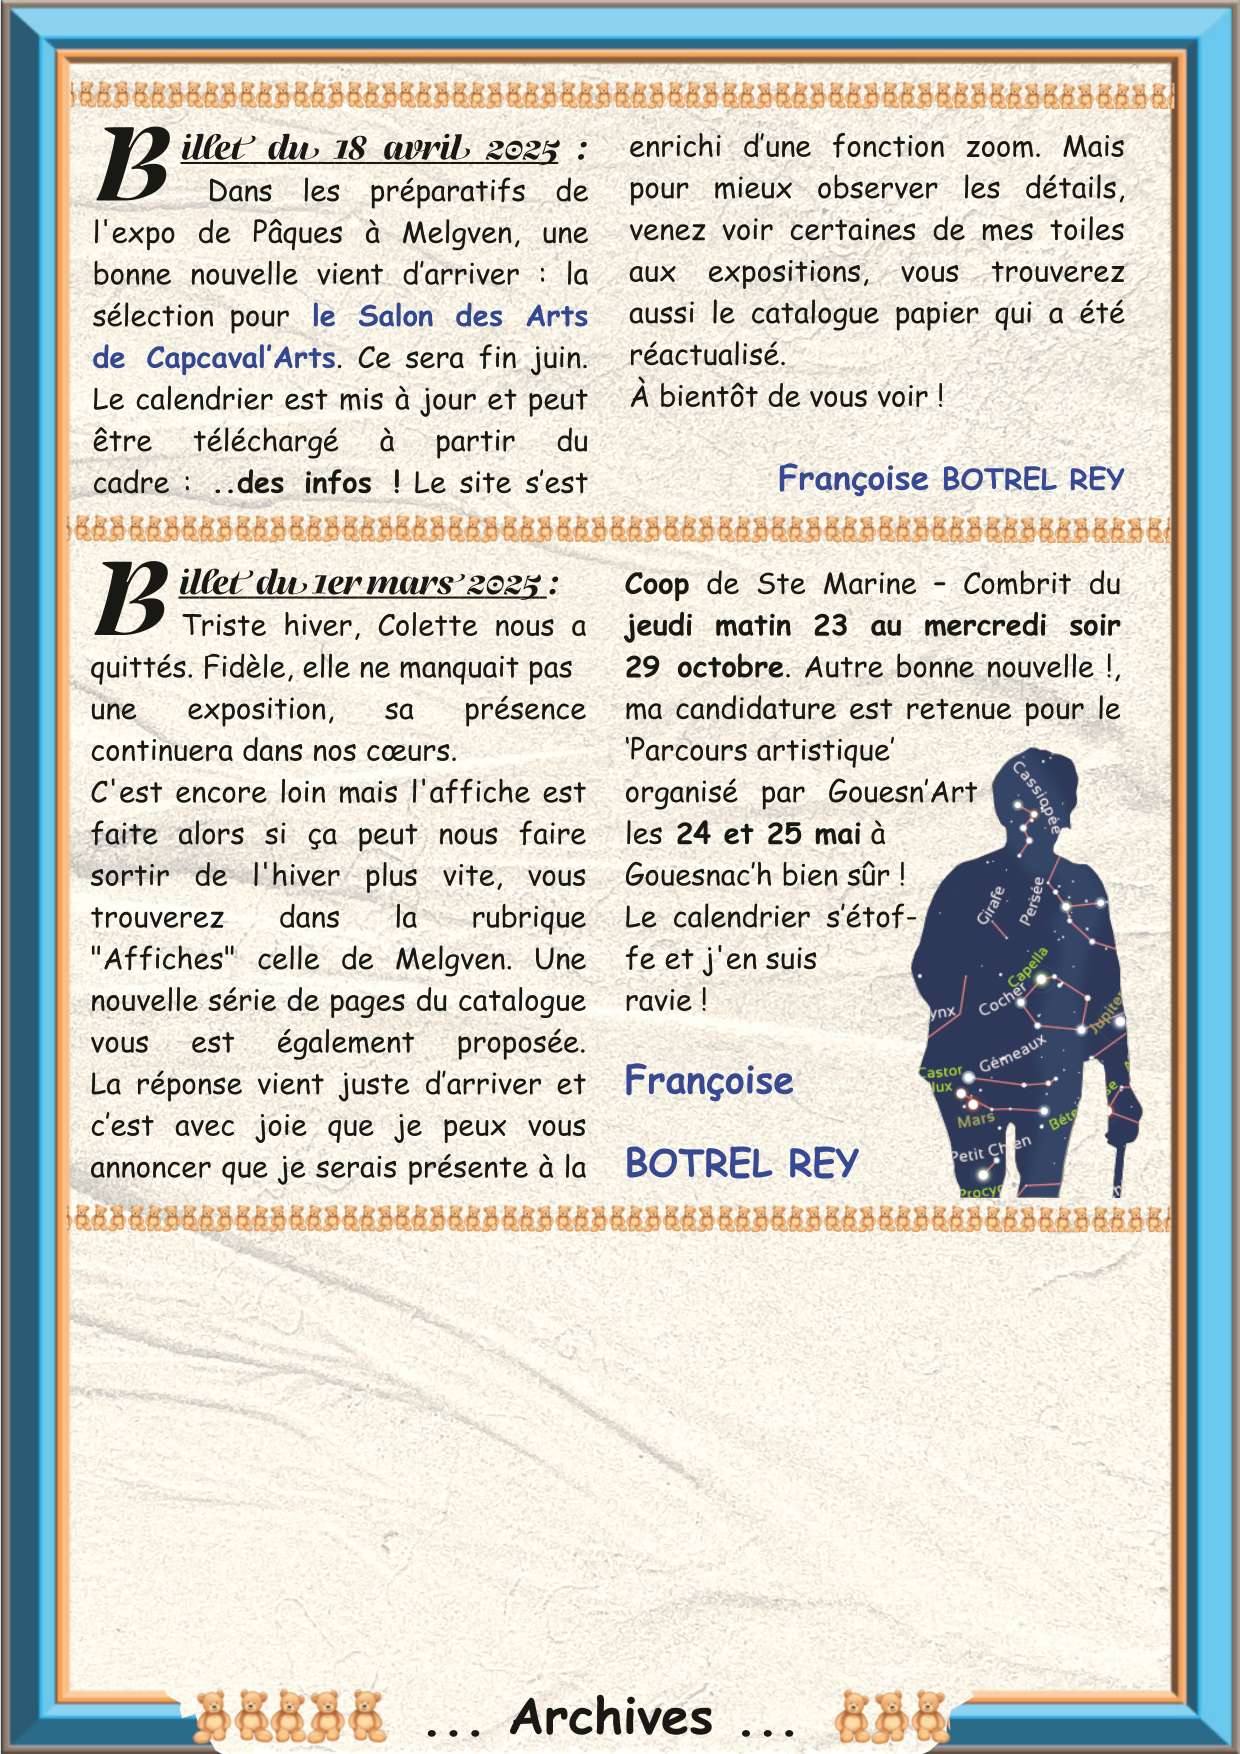 Billet du 18 avril 2025 :
Dans les préparatifs de
l'expo de Pâques à Melgven, une
bonne nouvelle vient d’arriver : la
sélection pour le Salon des Arts
de Capcaval’Arts. Ce sera fin juin.
Le calendrier est mis à jour et peut
être téléchargé à partir du
cadre : ..des infos ! Le site s’est
enrichi d’une fonction zoom. Mais
pour mieux observer les détails,
venez voir certaines de mes toiles
aux expositions, vous trouverez
aussi le catalogue papier qui a été
réactualisé.
À bientôt de vous voir !
Françoise BOTREL REY
Billet du 1er mars 2025 :
Triste hiver, Colette nous a
quittés. Fidèle, elle ne manquait pas
une exposition, sa présence
continuera dans nos cœurs.
C'est encore loin mais l'affiche est
faite alors si ça peut nous faire
sortir de l'hiver plus vite, vous
trouverez dans la rubrique
"Affiches" celle de Melgven. Une
nouvelle série de pages du catalogue
vous est également proposée.
La réponse vient juste d’arriver et
c’est avec joie que je peux vous
annoncer que je serais présente à la
Coop de Ste Marine – Combrit du
jeudi matin 23 au mercredi soir
29 octobre. Autre bonne nouvelle !,
ma candidature est retenue pour le
‘Parcours artistique’
organisé par Gouesn’Art
les 24 et 25 mai à
Gouesnac’h bien sûr !
Le calendrier s’étof-
fe et j'en suis
ravie !
Françoise
BOTREL REY
Cassiopée
Girafe
Persée
Capella
Cocher
ynx
Jupiter
Gémeaux
Castor
lux
Mars
Béte
se
Petit Chien
Procyo
... Archives ...